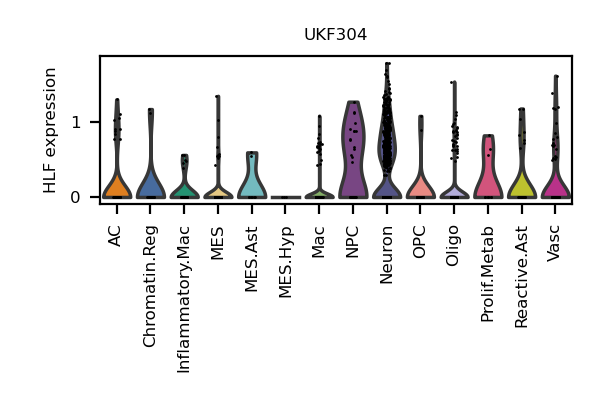 UKF304
HLF expression
1
0
AC
Chromatin.Reg
Inflammatory.Mac
MES
MES.Ast
MES.Hyp
Mac
NPC
Neuron
OPC
Oligo
Prolif.Metab
Reactive.Ast
Vasc